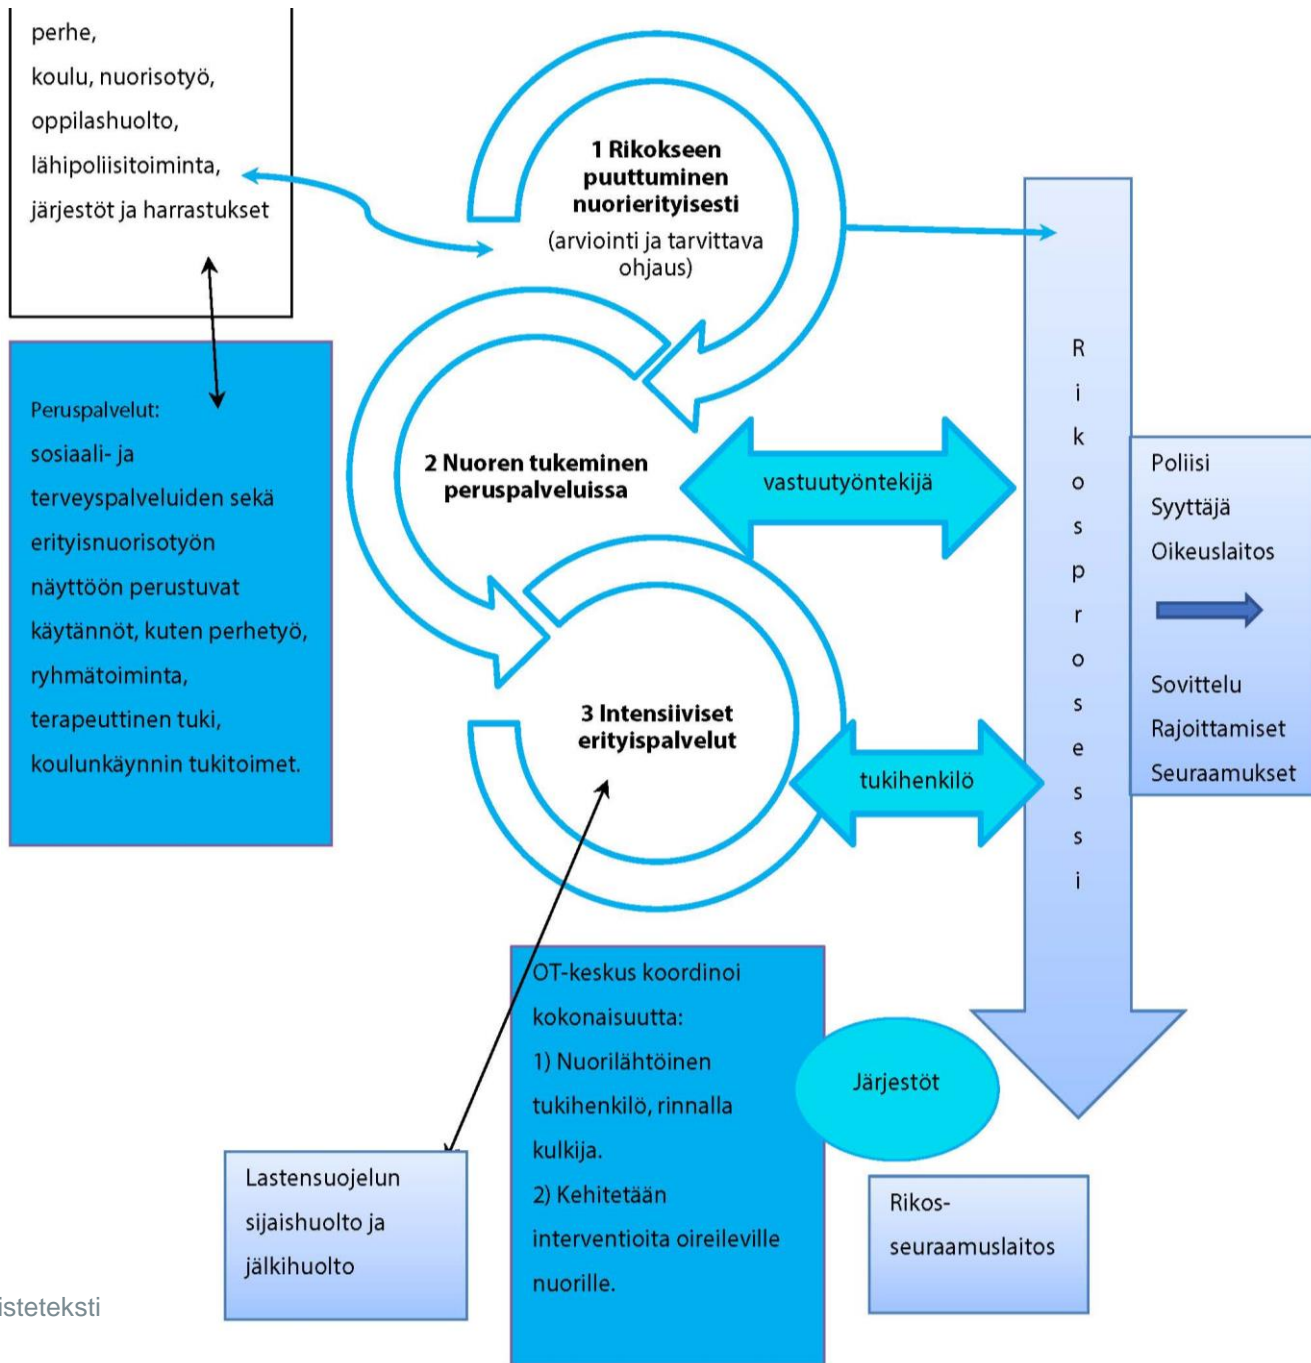 perhe,
koulu, nuorisotyö,
oppilashuolto,
lähipoliisitoiminta,
järjestöt ja harrastukset
1 Rikokseen
puuttuminen
nuorierityisesti
(arviointi ja tarvittava
ohjaus)
Peruspalvelut:
sosiaali- ja
terveyspalveluiden sekä
erityisnuorisotyön
näyttöön perustuvat
käytännöt, kuten perhetyö,
ryhmätoiminta,
terapeuttinen tuki,
koulunkäynnin tukitoimet.
2 Nuoren tukeminen
peruspalveluissa
vastuutyöntekijä
3 Intensiiviset
erityispalvelut
tukihenkilö
R
i
k
o
s
p
r
o
s
e
s
s
i
Poliisi
Syyttäjä
Oikeuslaitos
Sovittelu
Rajoittamiset
Seuraamukset
OT-keskus koordinoi
kokonaisuutta:
1) Nuorilähtöinen
tukihenkilö, rinnalla
kulkija.
2) Kehitetään
interventioita oireileville
nuorille.
Järjestöt
Lastensuojelun
sijaishuolto ja
jälkihuolto
Rikos-
seuraamuslaitos
isteteksti